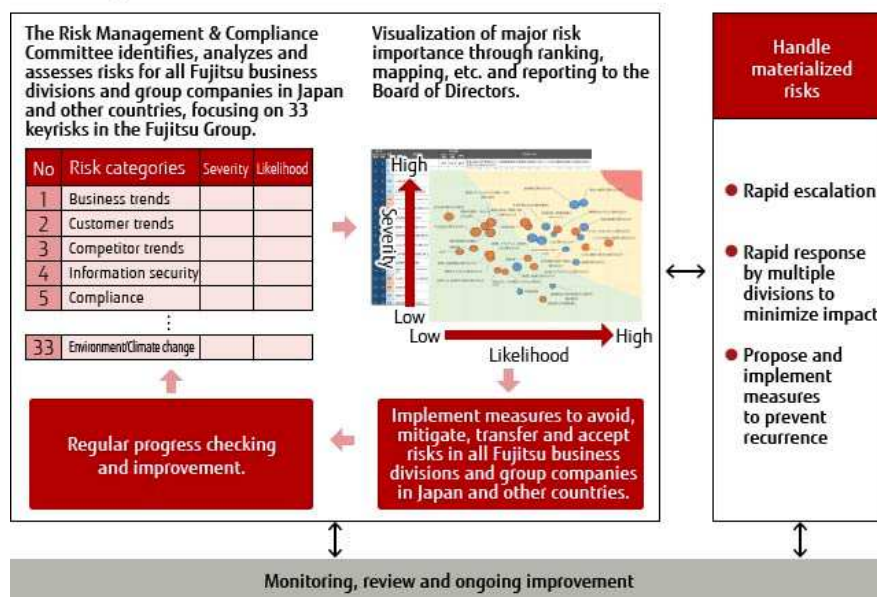 The Risk Management & Compliance
Committee identifies, analyzes and
assesses risks for all Fujitsu business
divisions and group companies in Japan
and other countries, focusing on 33
keyrisks in the Fujitsu Group.
No Risk categories Severity Likelihood
1 Business trends
2 Customer trends
3 Competitor trends
4 Information security
5 Compliance
⋮
33 Environment/Climate change
Visualization of major risk
importance through ranking,
mapping, etc. and reporting to the
Board of Directors.
High
Severity
Low
Low
High
Likelihood
Implement measures to avoid,
mitigate, transfer and accept
risks in all Fujitsu business
divisions and group companies
in Japan and other countries.
Regular progress checking
and improvement.
Handle
materialized
risks
● Rapid escalation
● Rapid response
by multiple
divisions to
minimize impact
● Propose and
implement
measures
to prevent
recurrence
Monitoring, review and ongoing improvement